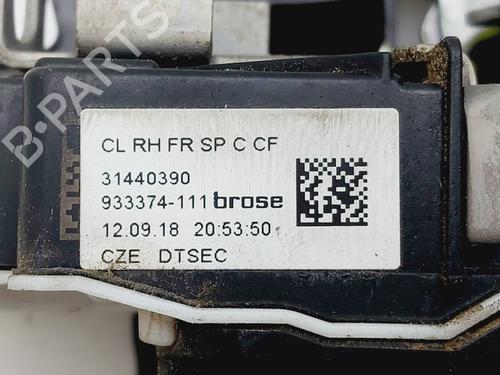 B-PARTS
CL RH FR SP C CF
31440390
933374-111 brose
12.09.18 20:53:50
CZE DTSEC